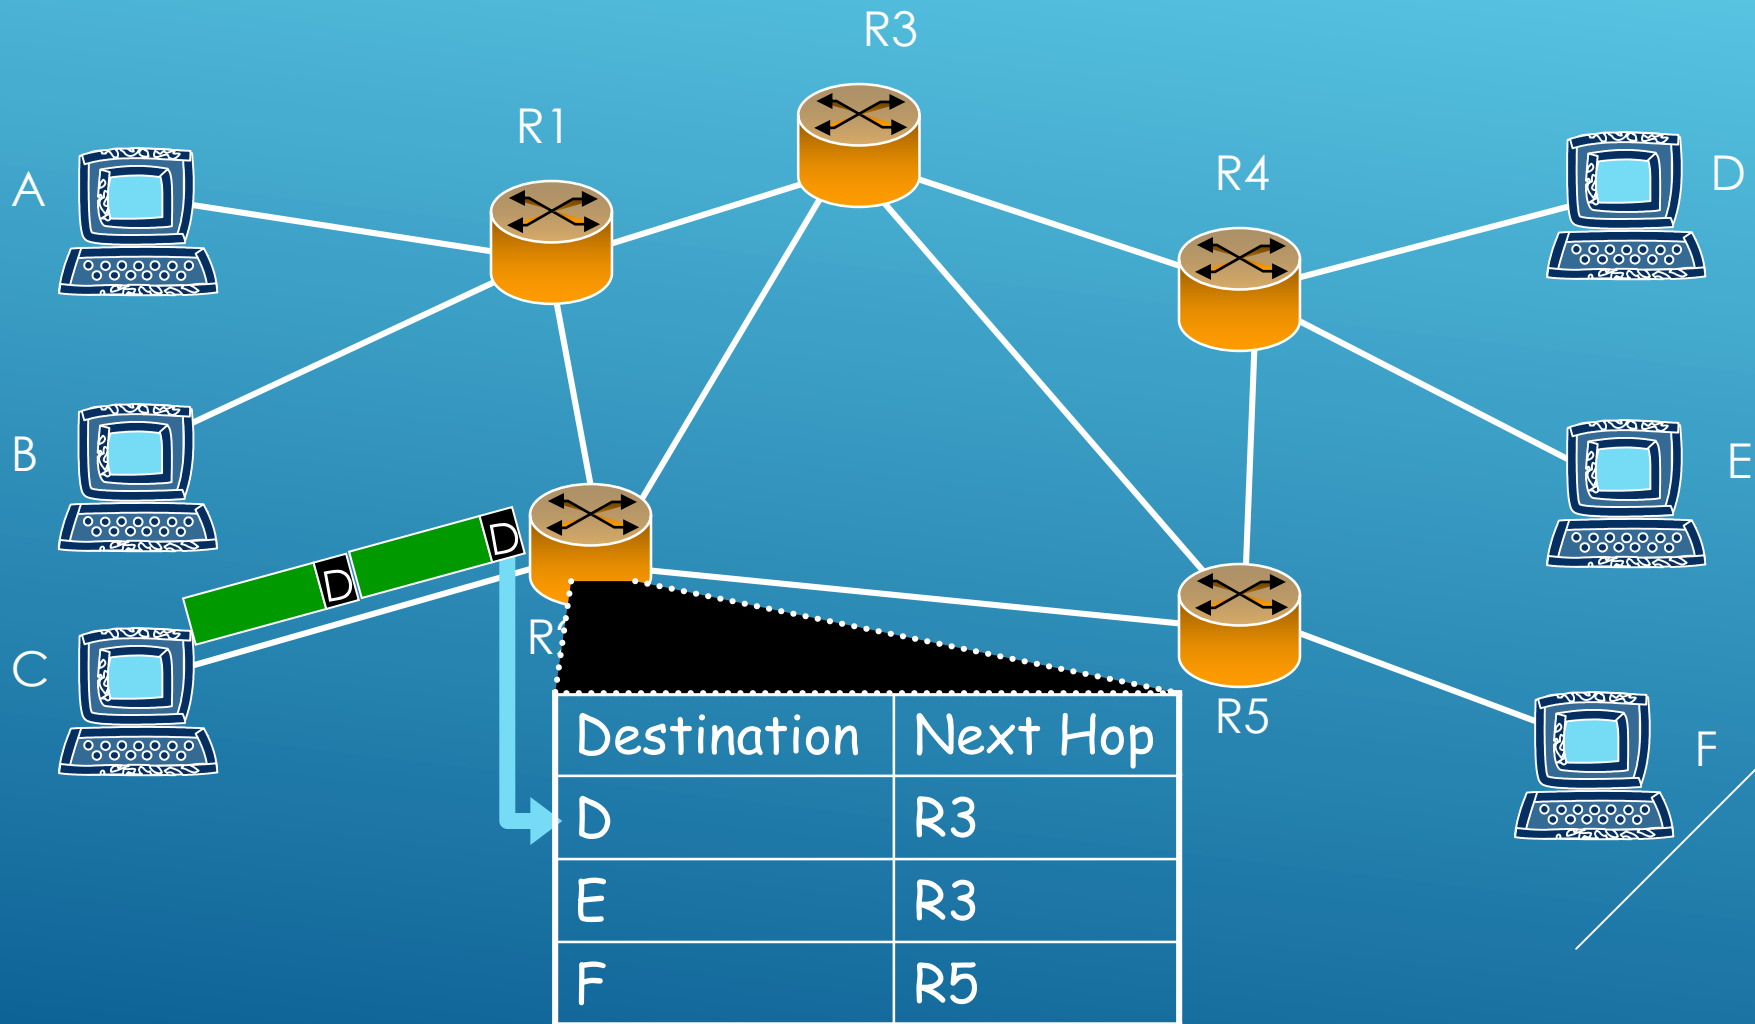 R3
R1
R4
A
D
B
E
D
D
C
R5
F
Destination Next Hop
D R3
E R3
F R5